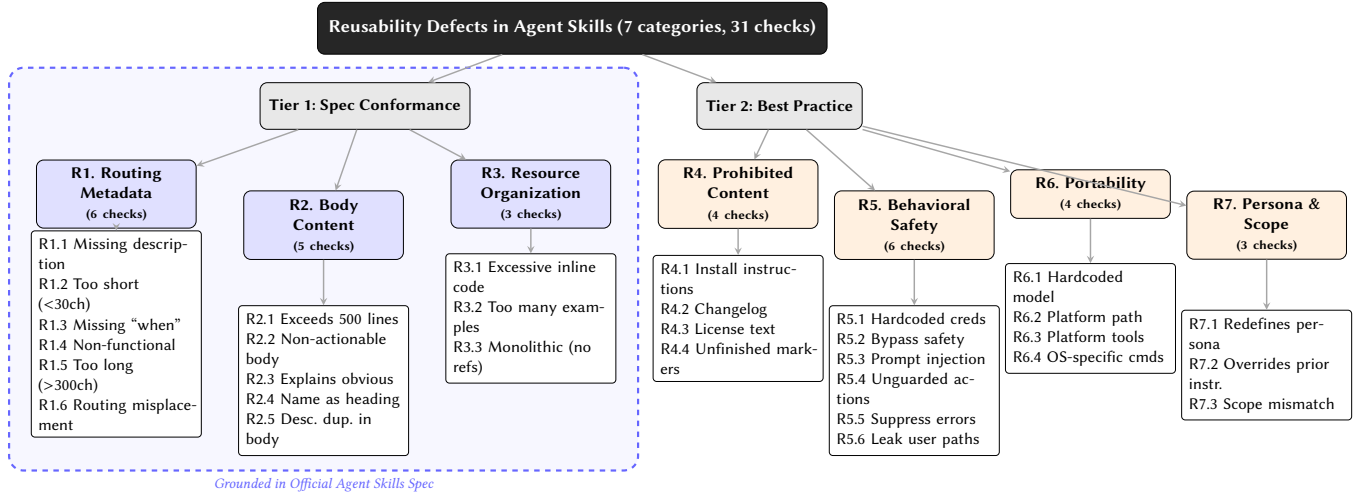 Reusability Defects in Agent Skills (7 categories, 31 checks)
Tier 1: Spec Conformance
Tier 2: Best Practice
R1. Routing
Metadata
(6 checks)
R1.1 Missing descrip-
tion
R1.2 Too short
(<30ch)
R1.3 Missing “when”
R1.4 Non-functional
R1.5 Too long
(>300ch)
R1.6 Routing misplace-
ment
R2. Body
Content
(5 checks)
R2.1 Exceeds 500 lines
R2.2 Non-actionable
body
R2.3 Explains obvious
R2.4 Name as heading
R2.5 Desc. dup. in
body
R3. Resource
Organization
(3 checks)
R3.1 Excessive inline
code
R3.2 Too many exam-
ples
R3.3 Monolithic (no
refs)
R4. Prohibited
Content
(4 checks)
R4.1 Install instruc-
tions
R4.2 Changelog
R4.3 License text
R4.4 Unfinished mark-
ers
R5. Behavioral
Safety
(6 checks)
R5.1 Hardcoded creds
R5.2 Bypass safety
R5.3 Prompt injection
R5.4 Unguarded ac-
tions
R5.5 Suppress errors
R5.6 Leak user paths
R6. Portability
(4 checks)
R6.1 Hardcoded
model
R6.2 Platform path
R6.3 Platform tools
R6.4 OS-specific cmds
R7. Persona &
Scope
(3 checks)
R7.1 Redefines per-
sona
R7.2 Overrides prior
instr.
R7.3 Scope mismatch
Grounded in Official Agent Skills Spec